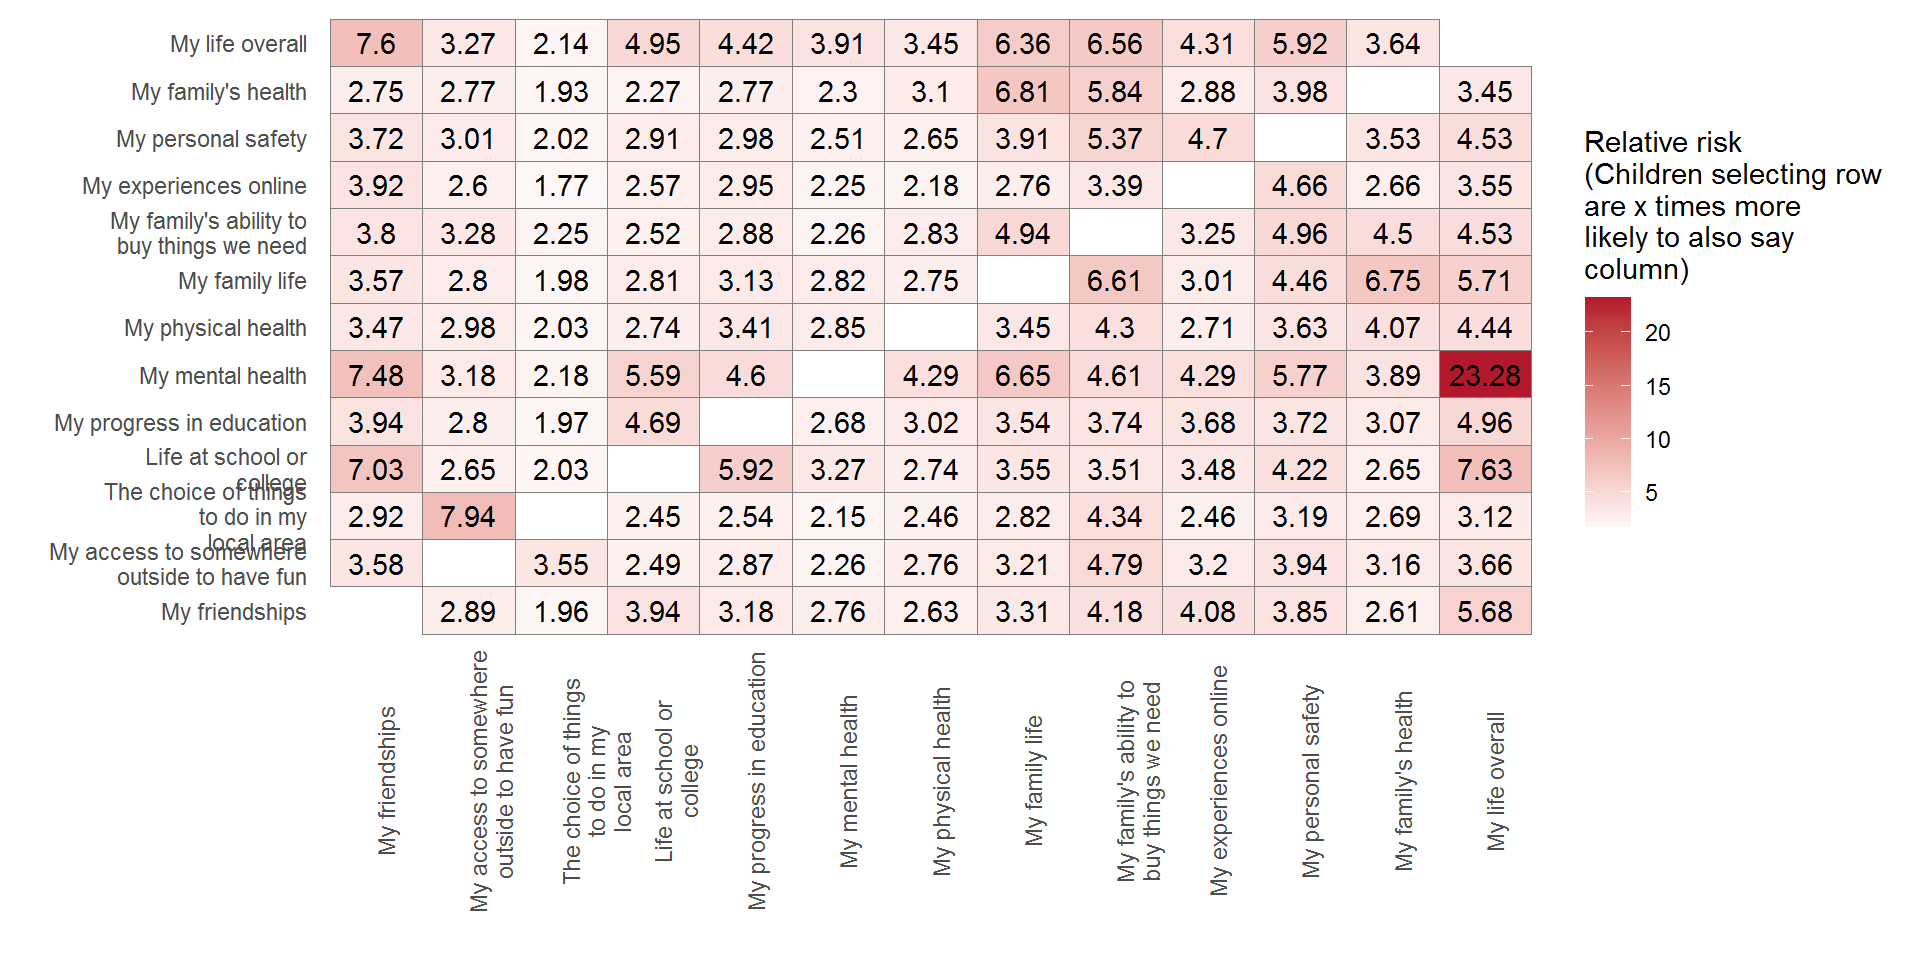 My life overall 7.6 3.27 2.14 4.95 4.42 3.91 3.45 6.36 6.56 4.31 5.92 3.64
My family's health 2.75 2.77 1.93 2.27 2.77 2.3 3.1 6.81 5.84 2.88 3.98 3.45
My personal safety 3.72 3.01 2.02 2.91 2.98 2.51 2.65 3.91 5.37 4.7 3.53 4.53
My experiences online 3.92 2.6 1.77 2.57 2.95 2.25 2.18 2.76 3.39 4.66 2.66 3.55
My family's ability to
buy things we need 3.8 3.28 2.25 2.52 2.88 2.26 2.83 4.94 3.25 4.96 4.5 4.53
My family life 3.57 2.8 1.98 2.81 3.13 2.82 2.75 6.61 3.01 4.46 6.75 5.71
My physical health 3.47 2.98 2.03 2.74 3.41 2.85 3.45 4.3 2.71 3.63 4.07 4.44
My mental health 7.48 3.18 2.18 5.59 4.6 4.29 6.65 4.61 4.29 5.77 3.89 23.28
My progress in education 3.94 2.8 1.97 4.69 2.68 3.02 3.54 3.74 3.68 3.72 3.07 4.96
Life at school or
college 7.03 2.65 2.03 5.92 3.27 2.74 3.55 3.51 3.48 4.22 2.65 7.63
The choice of things
to do in my
local area 2.92 7.94 2.45 2.54 2.15 2.46 2.82 4.34 2.46 3.19 2.69 3.12
My access to somewhere
outside to have fun 3.58 3.55 2.49 2.87 2.26 2.76 3.21 4.79 3.2 3.94 3.16 3.66
My friendships 2.89 1.96 3.94 3.18 2.76 2.63 3.31 4.18 4.08 3.85 2.61 5.68
My friendships
My access to somewhere
outside to have fun
The choice of things
to do in my
local area
Life at school or
college
My progress in education
My mental health
My physical health
My family life
My family's ability to
buy things we need
My experiences online
My personal safety
My family's health
My life overall
Relative risk
(Children selecting row
are x times more
likely to also say
column)
20
15
10
5